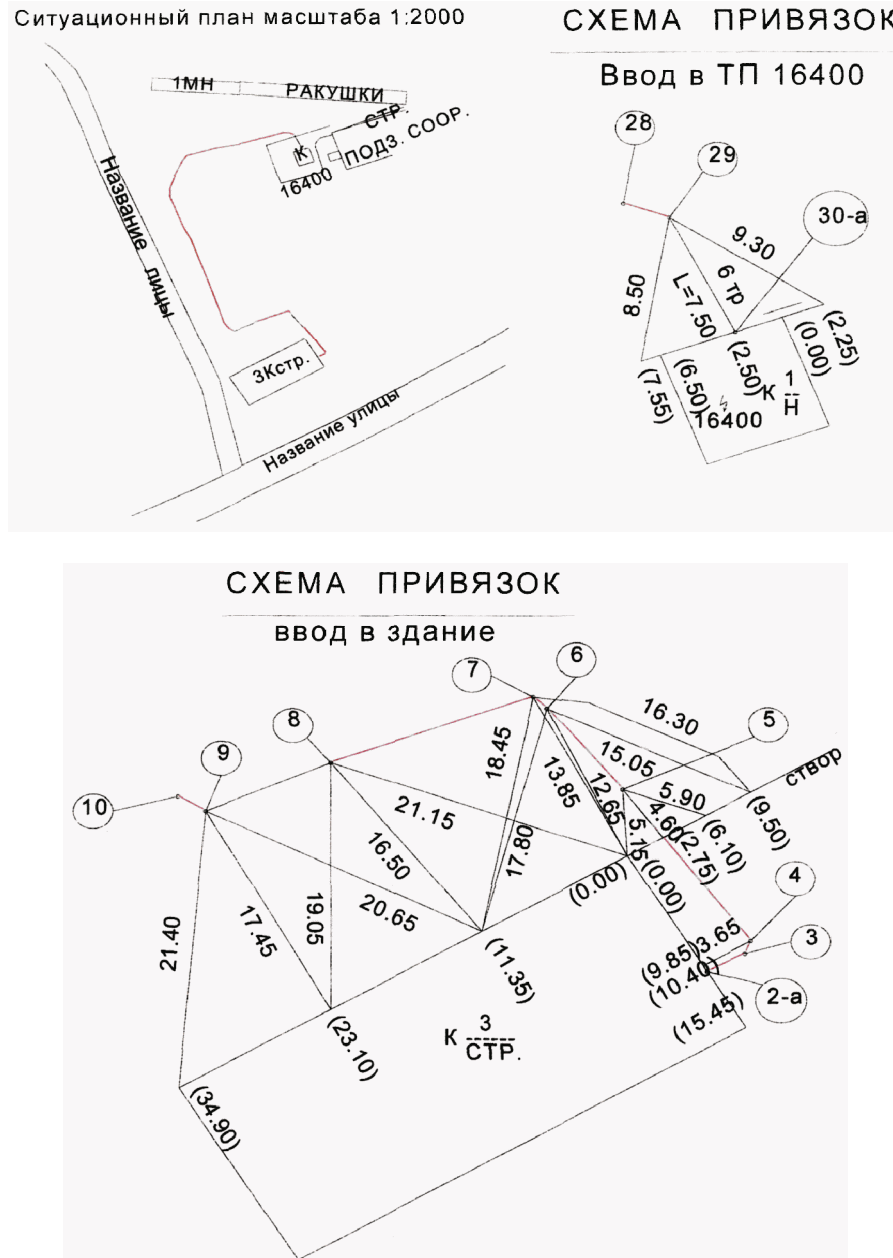 Ситуационный план масштаба 1:2000
1МН
РАКУШКИ
СТР.
ПОДЗ. СООР.
К
16400
Название лицы
3Кстр.
Название улицы
СХЕМА ПРИВЯЗОК
Ввод в ТП 16400
28
29
30-а
9.30
8.50
6 тр
L=7.50
(2.25)
(0.00)
(2.50)
(6.50)
(7.55)
К 1
Н
16400
СХЕМА ПРИВЯЗОК
ввод в здание
7
6
8
5
9
10
16.30
15.05
створ
18.45
13.85
12.65
5.90
4.60
5.75
21.15
17.80
16.50
(9.50)
(6.10)
(2.75)
(0.00)
(0.00)
4
3
2-а
20.65
19.05
17.45
21.40
3.65
(9.85)
(10.40)
(15.45)
(11.35)
К 3
СТР.
(23.10)
(34.90)